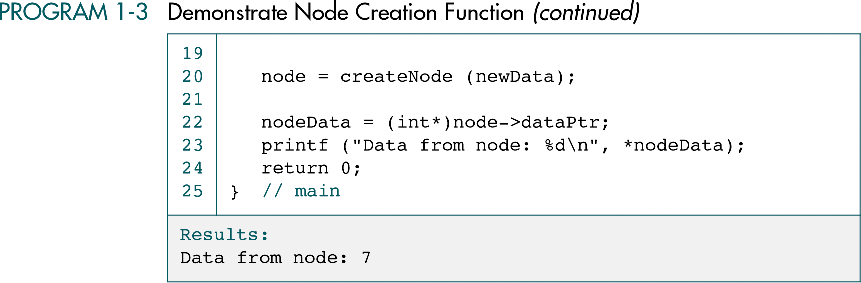 PROGRAM 1-3 Demonstrate Node Creation Function (continued)
19
20 node = createNode (newData);
21
22 nodeData = (int*)node->dataPtr;
23 printf ("Data from node: %d\n", *nodeData);
24 return 0;
25 } // main
Results:
Data from node: 7